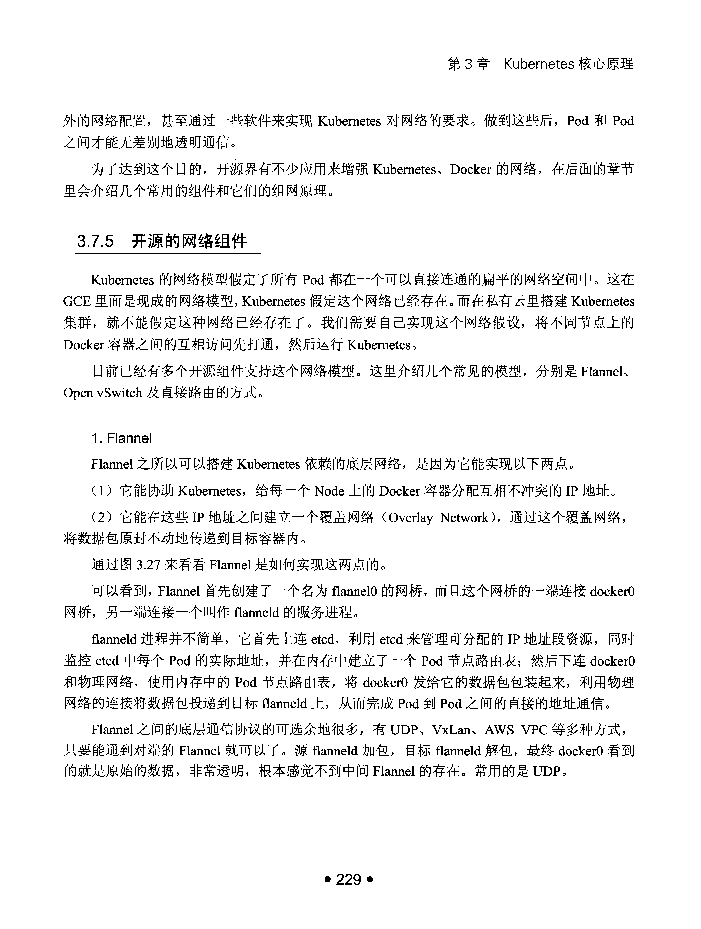 第 3 章 Kubernetes 核心原理
外的网络配置，甚至通过一些软件来实现 Kubernetes 对网络的要求。做到这些后，Pod 和 Pod
之间才能无差别地透明通信。
为了达到这个目的，开源界有不少应用来增强 Kubernetes、Docker 的网络，在后面的章节
里会介绍几个常用的组件和它们的组网原理。
3.7.5 开源的网络组件
Kubernetes 的网络模型假定了所有 Pod 都在一个可以直接连通的扁平的网络空间中。这在
GCE 里面是现成的网络模型，Kubernetes 假定这个网络已经存在。而在私有云里搭建 Kubernetes
集群，就不能假定这种网络已经存在了。我们需要自己实现这个网络假设，将不同节点上的
Docker 容器之间的互相访问先打通，然后运行 Kubernetes。
目前已经有多个开源组件支持这个网络模型。这里介绍几个常见的模型，分别是 Flannel、
Open vSwitch 及直接路由的方式。
1. Flannel
Flannel 之所以可以搭建 Kubernetes 依赖的底层网络，是因为它能实现以下两点。
（1）它能协助 Kubernetes，给每一个 Node 上的 Docker 容器分配互相不冲突的 IP 地址。
（2）它能在这些 IP 地址之间建立一个覆盖网络（Overlay Network），通过这个覆盖网络，
将数据包原封不动地传递到目标容器内。
通过图 3.27 来看看 Flannel 是如何实现这两点的。
可以看到，Flannel 首先创建了一个名为 flannel0 的网桥，而且这个网桥的一端连接 docker0
网桥，另一端连接一个叫作 flanneld 的服务进程。
flanneld 进程并不简单，它首先上连 etcd，利用 etcd 来管理可分配的 IP 地址段资源，同时
监控 etcd 中每个 Pod 的实际地址，并在内存中建立了一个 Pod 节点路由表；然后下连 docker0
和物理网络，使用内存中的 Pod 节点路由表，将 docker0 发给它的数据包包装起来，利用物理
网络的连接将数据包投递到目标 flanneld 上，从而完成 Pod 到 Pod 之间的直接的地址通信。
Flannel 之间的底层通信协议的可选余地很多，有 UDP、VxLan、AWS VPC 等多种方式，
只要能通到对端的 Flannel 就可以了。源 flanneld 加包，目标 flanneld 解包，最终 docker0 看到
的就是原始的数据，非常透明，根本感觉不到中间 Flannel 的存在。常用的是 UDP。
• 229 •